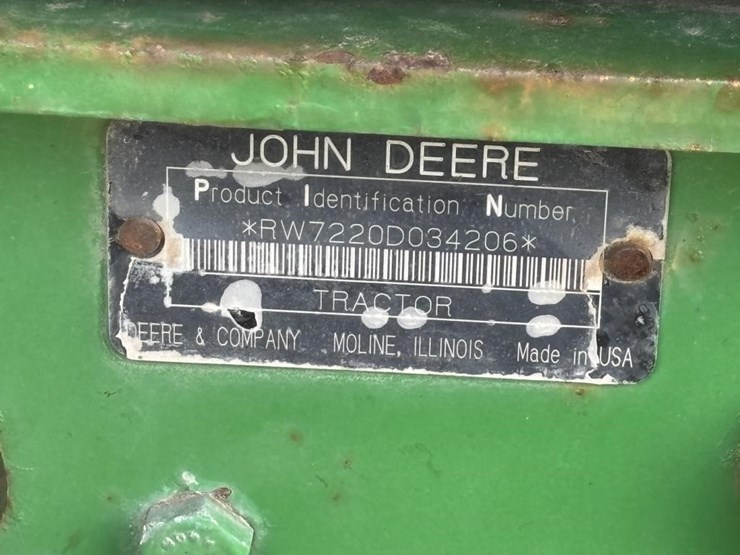 JOHN DEERE
Product Identification Number
*RW7220D034206*
TRACTOR
DEERE & COMPANY MOLINE, ILLINOIS Made in USA